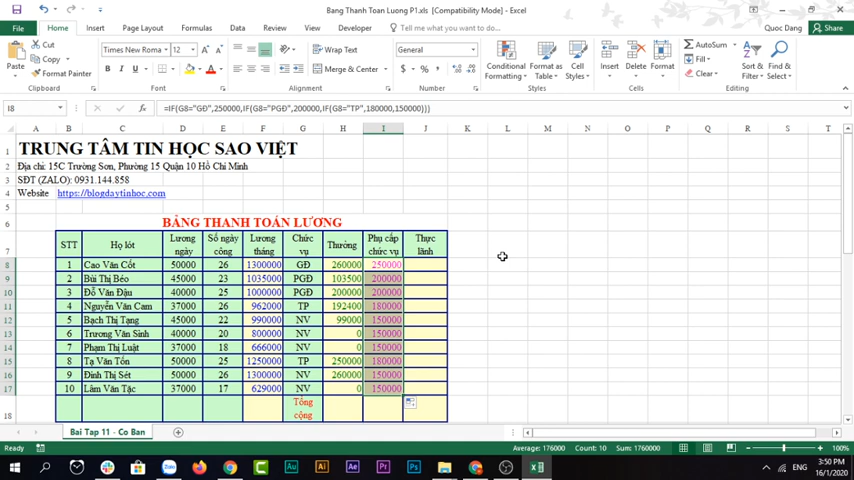 Bang Thanh Toan Luong P1.xls [Compatibility Mode] - Excel
File Home Insert Page Layout Formulas Data Review View Developer Tell me what you want to do Quoc Dang Share
Cut
Copy
Format Painter
Paste
Clipboard
Times New Roma 12
B I U
Font
Wrap Text
Merge & Center
Alignment
General
$ % ,
Number
Conditional Formatting
Format as Table
Cell Styles
Styles
Insert Delete Format
Cells
AutoSum
Fill
Clear
Sort & Filter
Find & Select
Editing
I8 fx =IF(G8="GĐ",250000,IF(G8="PGĐ",200000,IF(G8="TP",180000,150000)))
A B C D E F G H I J K L M N O P Q R S T
1 TRUNG TÂM TIN HỌC SAO VIỆT
2 Địa chỉ: 15C Trường Sơn, Phường 15 Quận 10 Hồ Chí Minh
3 SĐT (ZALO): 0931.144.858
4 Website https://blogdaytinhoc.com
5
6 BẢNG THANH TOÁN LƯƠNG
7 STT Họ lót Lương ngày Số ngày công Lương tháng Chức vụ Thưởng Phụ cấp chức vụ Thực lãnh
8 1 Cao Văn Cốt 50000 26 1300000 GĐ 260000 250000
9 2 Bùi Thị Béo 45000 23 1035000 PGĐ 103500 200000
10 3 Đỗ Văn Đậu 40000 25 1000000 PGĐ 200000 200000
11 4 Nguyễn Văn Cam 37000 26 962000 TP 192400 180000
12 5 Bạch Thị Tạng 45000 22 990000 NV 99000 150000
13 6 Trương Văn Sinh 40000 20 800000 NV 0 150000
14 7 Phạm Thị Luật 37000 18 666000 NV 0 150000
15 8 Tạ Văn Tốn 50000 25 1250000 TP 250000 180000
16 9 Đinh Thị Sét 50000 26 1300000 NV 260000 150000
17 10 Lâm Văn Tặc 37000 17 629000 NV 0 150000
18 Tổng cộng
Bai Tap 11 - Co Ban
Ready Average: 176000 Count: 10 Sum: 1760000 100%
Zalo Au Ai Ae Pr Ps ENG 3:50 PM
16/1/2020